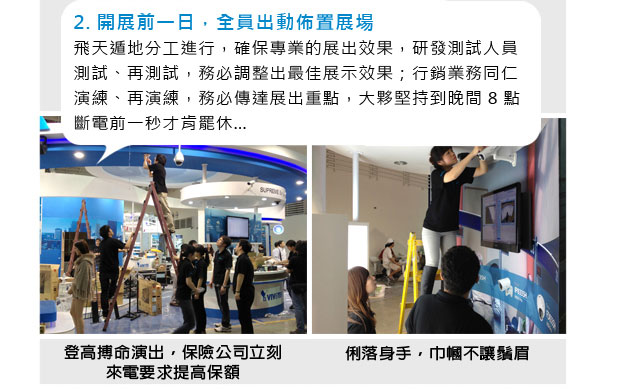 2. 開展前一日，全員出動佈置展場
飛天遁地分工進行，確保專業的展出效果，研發測試人員
測試、再測試，務必調整出最佳展示效果；行銷業務同仁
演練、再演練，務必傳達展出重點，大夥堅持到晚間 8 點
斷電前一秒才肯罷休...
SUPREME
登高搏命演出，保險公司立刻
來電要求提高保額
俐落身手，巾幗不讓鬚眉